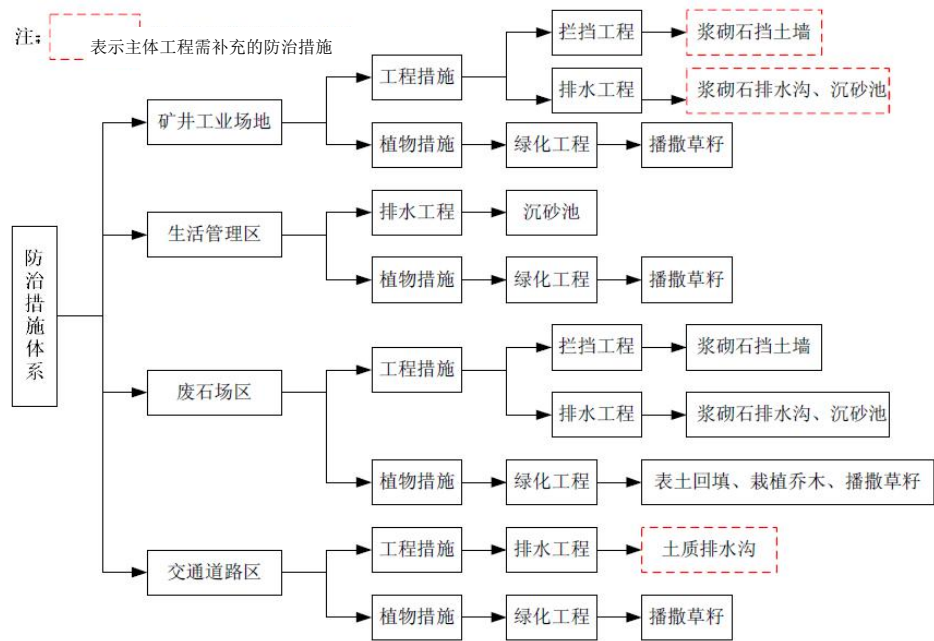 注：
表示主体工程需补充的防治措施
拦挡工程
浆砌石挡土墙
工程措施
排水工程
浆砌石排水沟、沉砂池
矿井工业场地
植物措施
绿化工程
播撒草籽
排水工程
沉砂池
生活管理区
植物措施
绿化工程
播撒草籽
防治措施体系
拦挡工程
浆砌石挡土墙
工程措施
废石场区
排水工程
浆砌石排水沟、沉砂池
植物措施
绿化工程
表土回填、栽植乔木、播撒草籽
工程措施
排水工程
土质排水沟
交通道路区
植物措施
绿化工程
播撒草籽